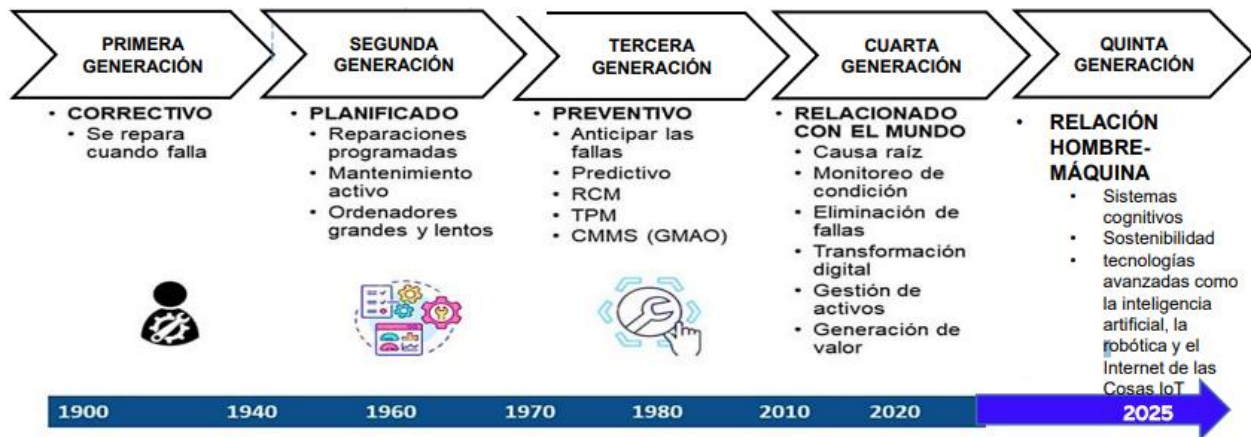 PRIMERA
GENERACIÓN
SEGUNDA
GENERACIÓN
TERCERA
GENERACIÓN
CUARTA
GENERACIÓN
QUINTA
GENERACIÓN
• CORRECTIVO
• Se repara
cuando falla
• PLANIFICADO
• Reparaciones
programadas
• Mantenimiento
activo
• Ordenadores
grandes y lentos
• PREVENTIVO
• Anticipar las
fallas
• Predictivo
• RCM
• TPM
• CMMS (GMAO)
• RELACIONADO
CON EL MUNDO
• Causa raíz
• Monitoreo de
condición
• Eliminación de
fallas
• Transformación
digital
• Gestión de
activos
• Generación de
valor
• RELACIÓN
HOMBRE-
MÁQUINA
• Sistemas
cognitivos
• Sostenibilidad
• tecnologías
avanzadas como
la inteligencia
artificial, la
robótica y el
Internet de las
Cosas IoT
1900 1940 1960 1970 1980 2010 2020 2025